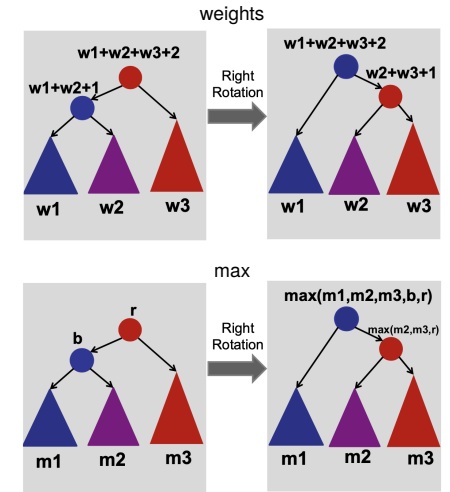 weights
w1+w2+w3+2
w1+w2+1
w1
w2
w3
Right
Rotation
w1+w2+w3+2
w2+w3+1
w1
w2
w3
max
r
b
m1
m2
m3
Right
Rotation
max(m1,m2,m3,b,r)
max(m2,m3,r)
m1
m2
m3